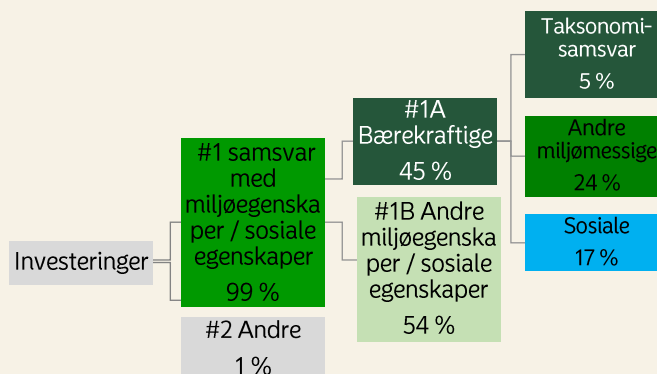 Investeringer
#1 samsvar
med
miljøegenska
per / sosiale
egenskaper
99 %
#2 Andre
1 %
#1A
Bærekraftige
45 %
#1B Andre
miljøegenska
per / sosiale
egenskaper
54 %
Taksonomi-
samsvar
5 %
Andre
miljømessige
24 %
Sosiale
17 %